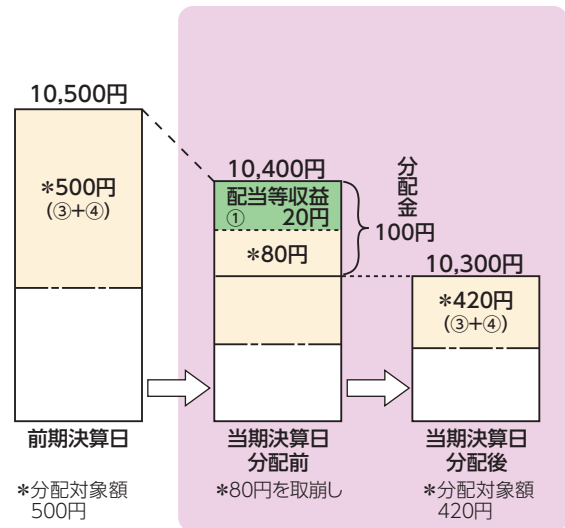 10,500円
*500円
(③+④)
前期決算日
*分配対象額
500円
10,400円
配当等収益
① 20円
*80円
分配金
100円
当期決算日
分配前
*80円を取崩し
10,300円
*420円
(③+④)
当期決算日
分配後
*分配対象額
420円